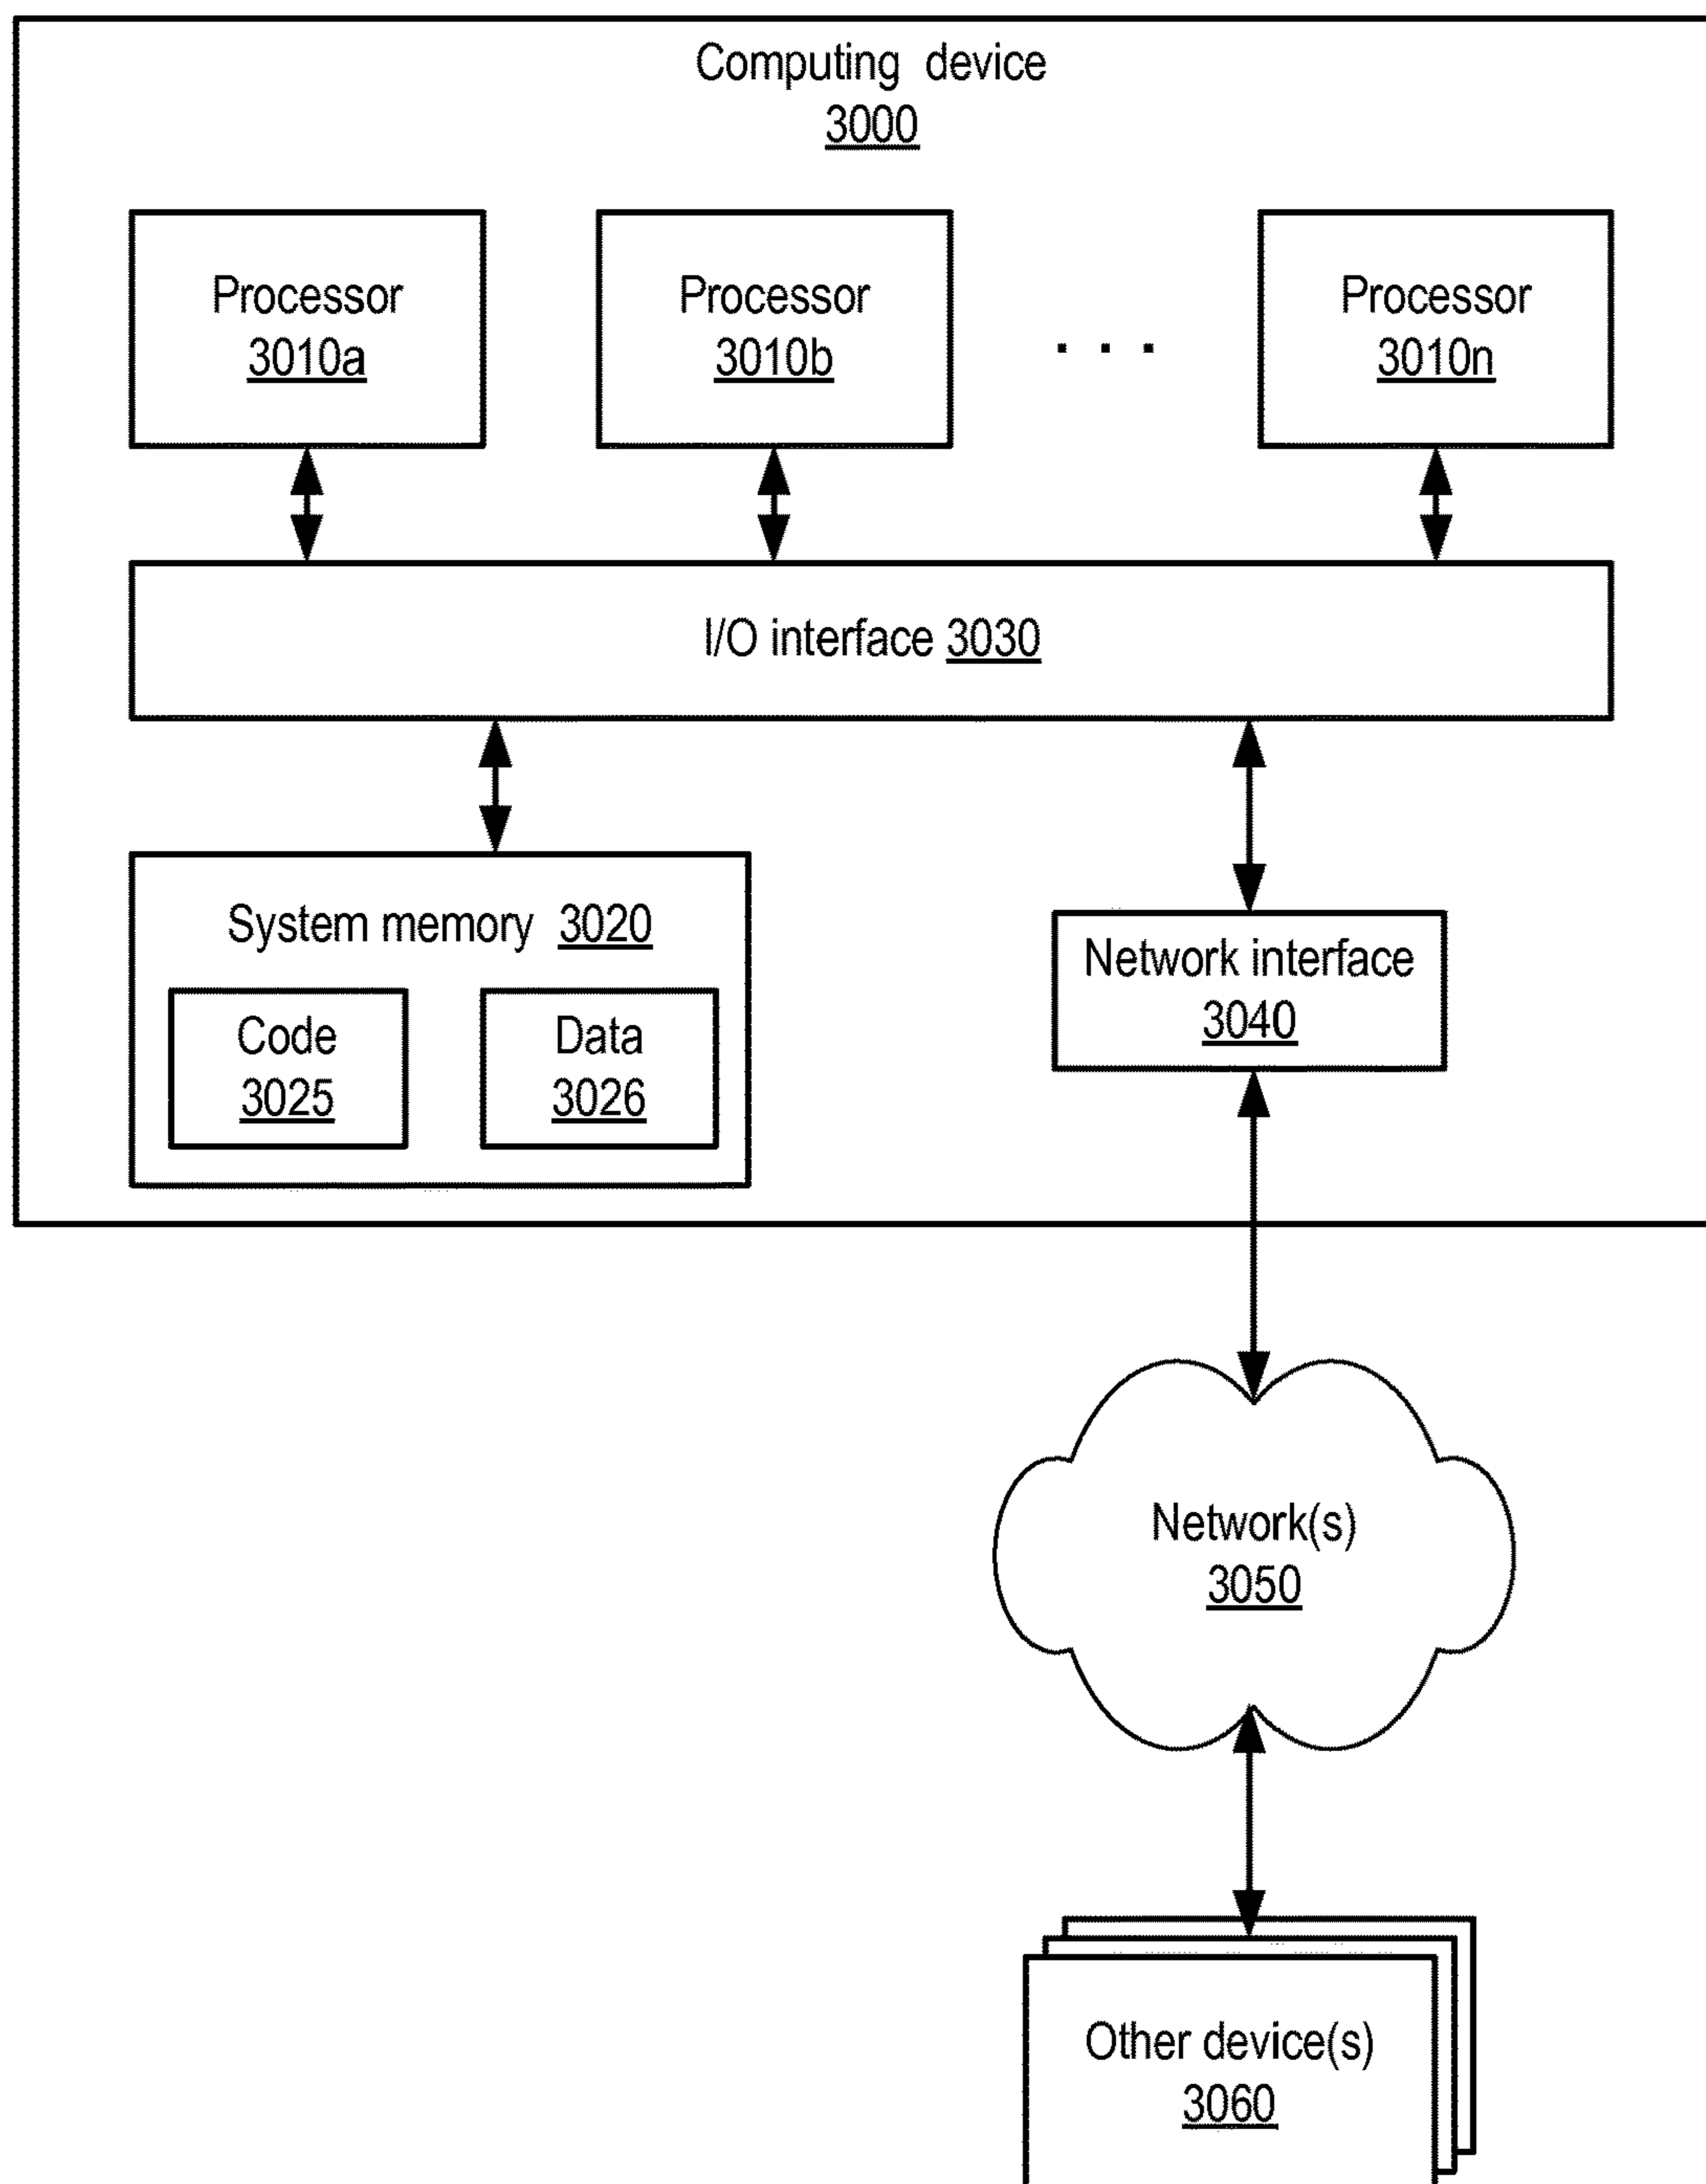 Computing device
3000
Processor
3010a
Processor
3010b
. . .
Processor
3010n
I/O interface 3030
System memory 3020
Code
3025
Data
3026
Network interface
3040
Network(s)
3050
Other device(s)
3060